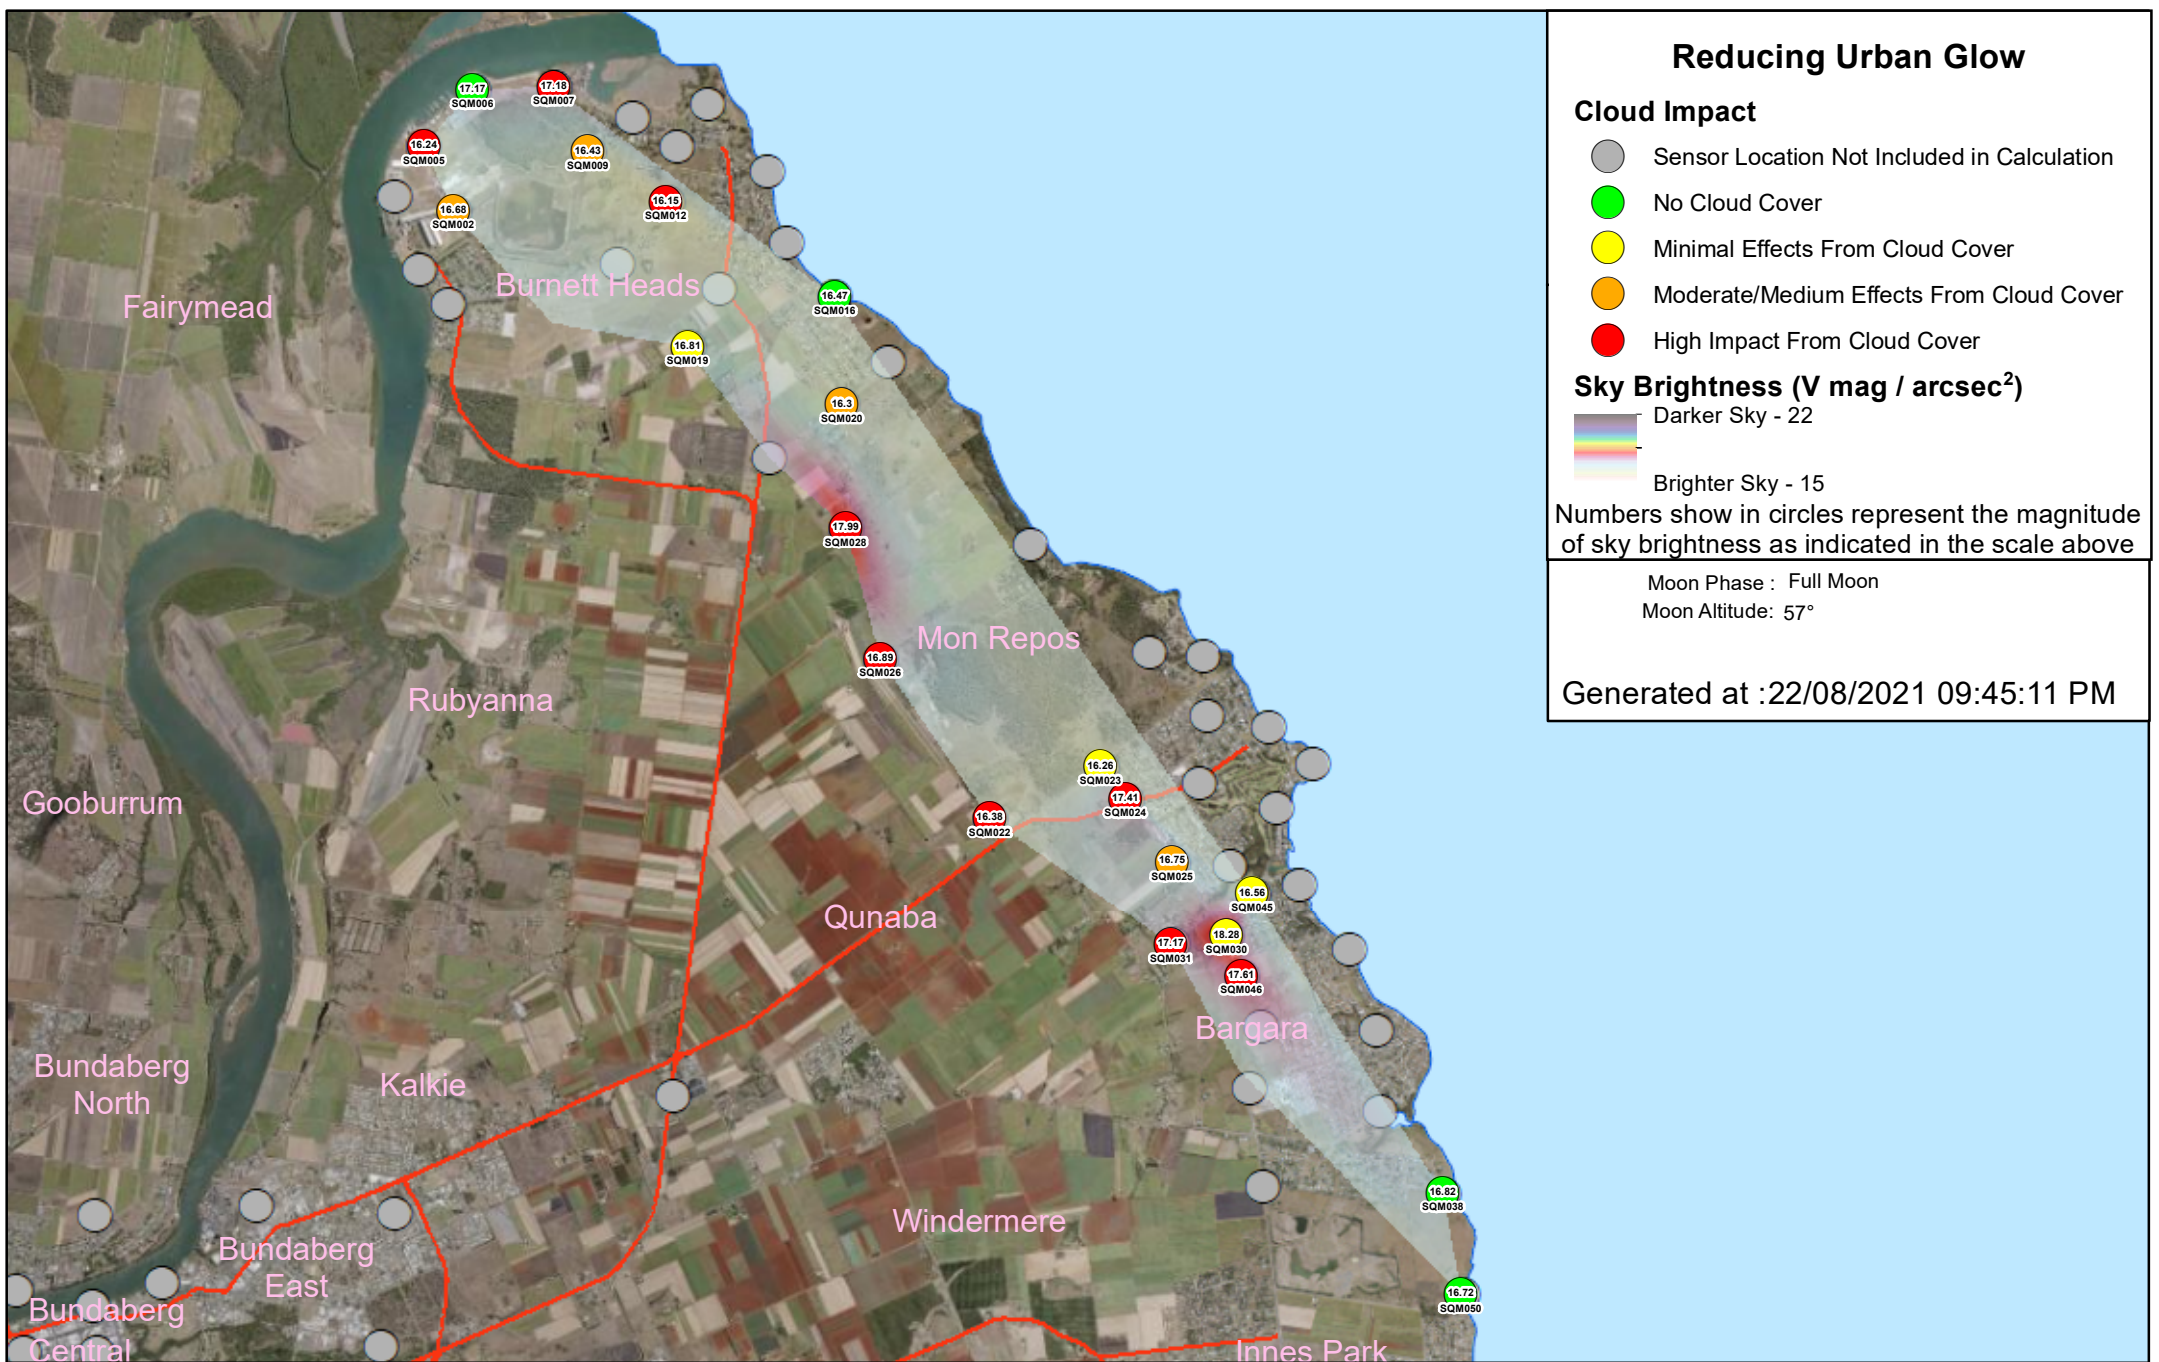 Reducing Urban Glow
Cloud Impact
Sensor Location Not Included in Calculation
No Cloud Cover
Minimal Effects From Cloud Cover
Moderate/Medium Effects From Cloud Cover
High Impact From Cloud Cover
Sky Brightness (V mag / arcsec²)
Darker Sky - 22
Brighter Sky - 15
Numbers show in circles represent the magnitude
of sky brightness as indicated in the scale above
Moon Phase : Full Moon
Moon Altitude: 57°
Generated at :22/08/2021 09:45:11 PM
17.17
SQM006
17.18
SQM007
16.24
SQM005
16.43
SQM009
16.68
SQM002
16.15
SQM012
Burnett Heads
Fairymead
16.47
SQM016
16.81
SQM019
16.3
SQM020
17.99
SQM028
Mon Repos
16.89
SQM026
Rubyanna
16.26
SQM023
17.41
SQM024
Gooburrum
16.38
SQM022
16.75
SQM025
16.56
SQM045
Qunaba
18.28
SQM030
17.17
SQM031
17.61
SQM046
Bargara
Bundaberg
North
Kalkie
16.82
SQM038
Windermere
Bundaberg
East
16.72
SQM050
Bundaberg
Central
Innes Park